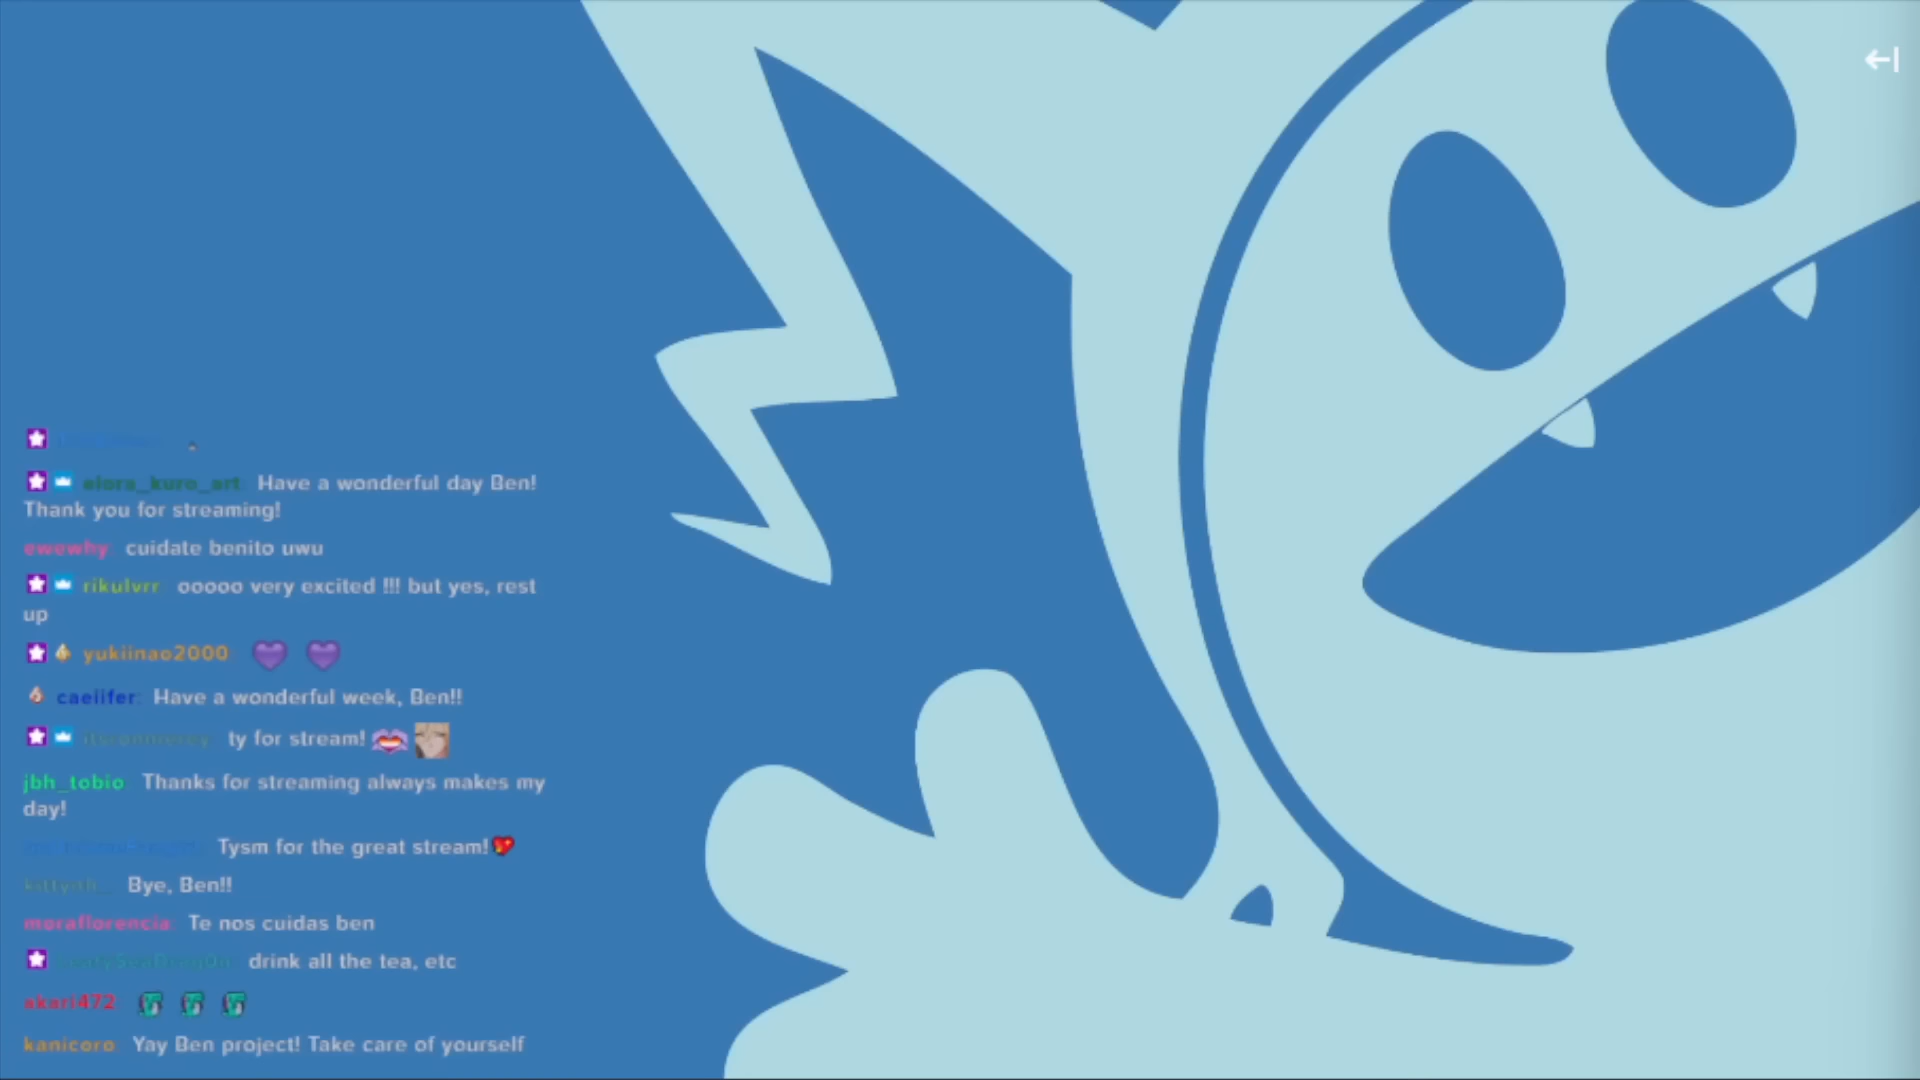 elora_kuro_art: Have a wonderful day Ben!
Thank you for streaming!
ewewhy: cuidate benito uwu
rikulvrr: ooooo very excited !!! but yes, rest
up
yukiinao2000:
caelifer: Have a wonderful week, Ben!!
ty for stream!
jbh_tobio: Thanks for streaming always makes my
day!
Tysm for the great stream!
Bye, Ben!!
moraflorencia: Te nos cuidas ben
drink all the tea, etc
akari472:
kanicoro: Yay Ben project! Take care of yourself